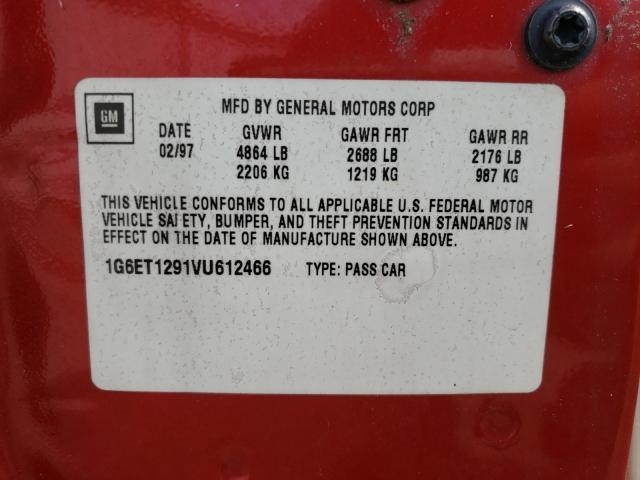 GM
MFD BY GENERAL MOTORS CORP
DATE GVWR GAWR FRT GAWR RR
02/97 4864 LB 2688 LB 2176 LB
2206 KG 1219 KG 987 KG
THIS VEHICLE CONFORMS TO ALL APPLICABLE U.S. FEDERAL MOTOR
VEHICLE SAFETY, BUMPER, AND THEFT PREVENTION STANDARDS IN
EFFECT ON THE DATE OF MANUFACTURE SHOWN ABOVE.
1G6ET1291VU612466 TYPE: PASS CAR